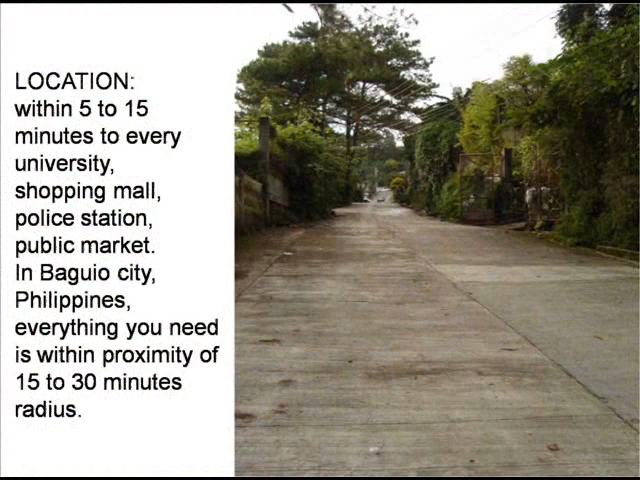 LOCATION:
within 5 to 15
minutes to every
university,
shopping mall,
police station,
public market.
In Baguio city,
Philippines,
everything you need
is within proximity of
15 to 30 minutes
radius.